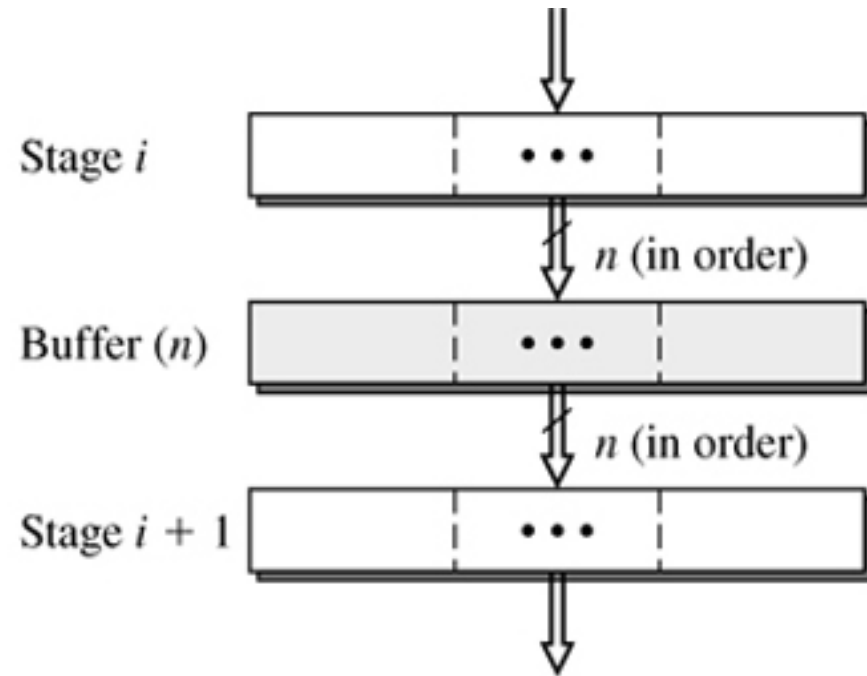 Stage i
• • •
n (in order)
Buffer (n)
• • •
n (in order)
Stage i + 1
• • •